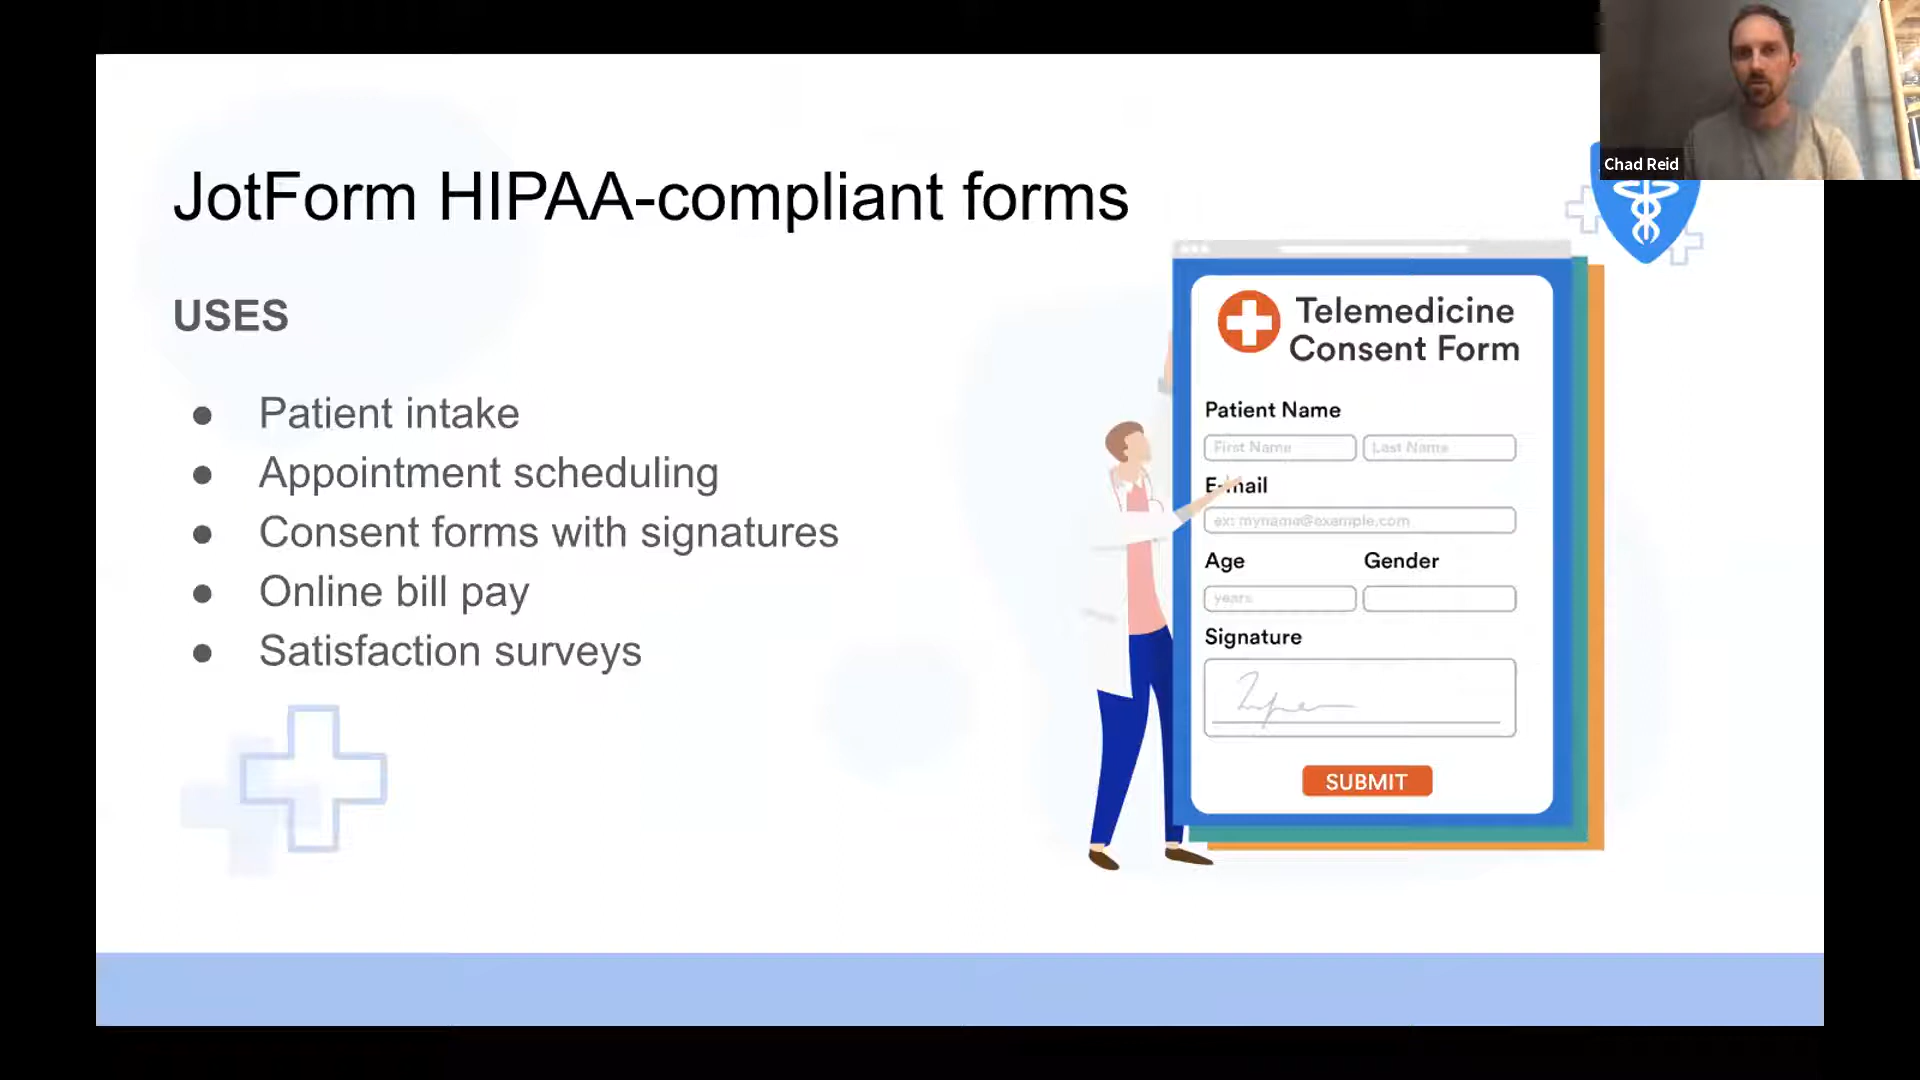 Chad Reid
JotForm HIPAA-compliant forms
USES
● Patient intake
● Appointment scheduling
● Consent forms with signatures
● Online bill pay
● Satisfaction surveys
Telemedicine
Consent Form
Patient Name
First Name Last Name
E-mail
ex: myname@example.com
Age Gender
years
Signature
SUBMIT